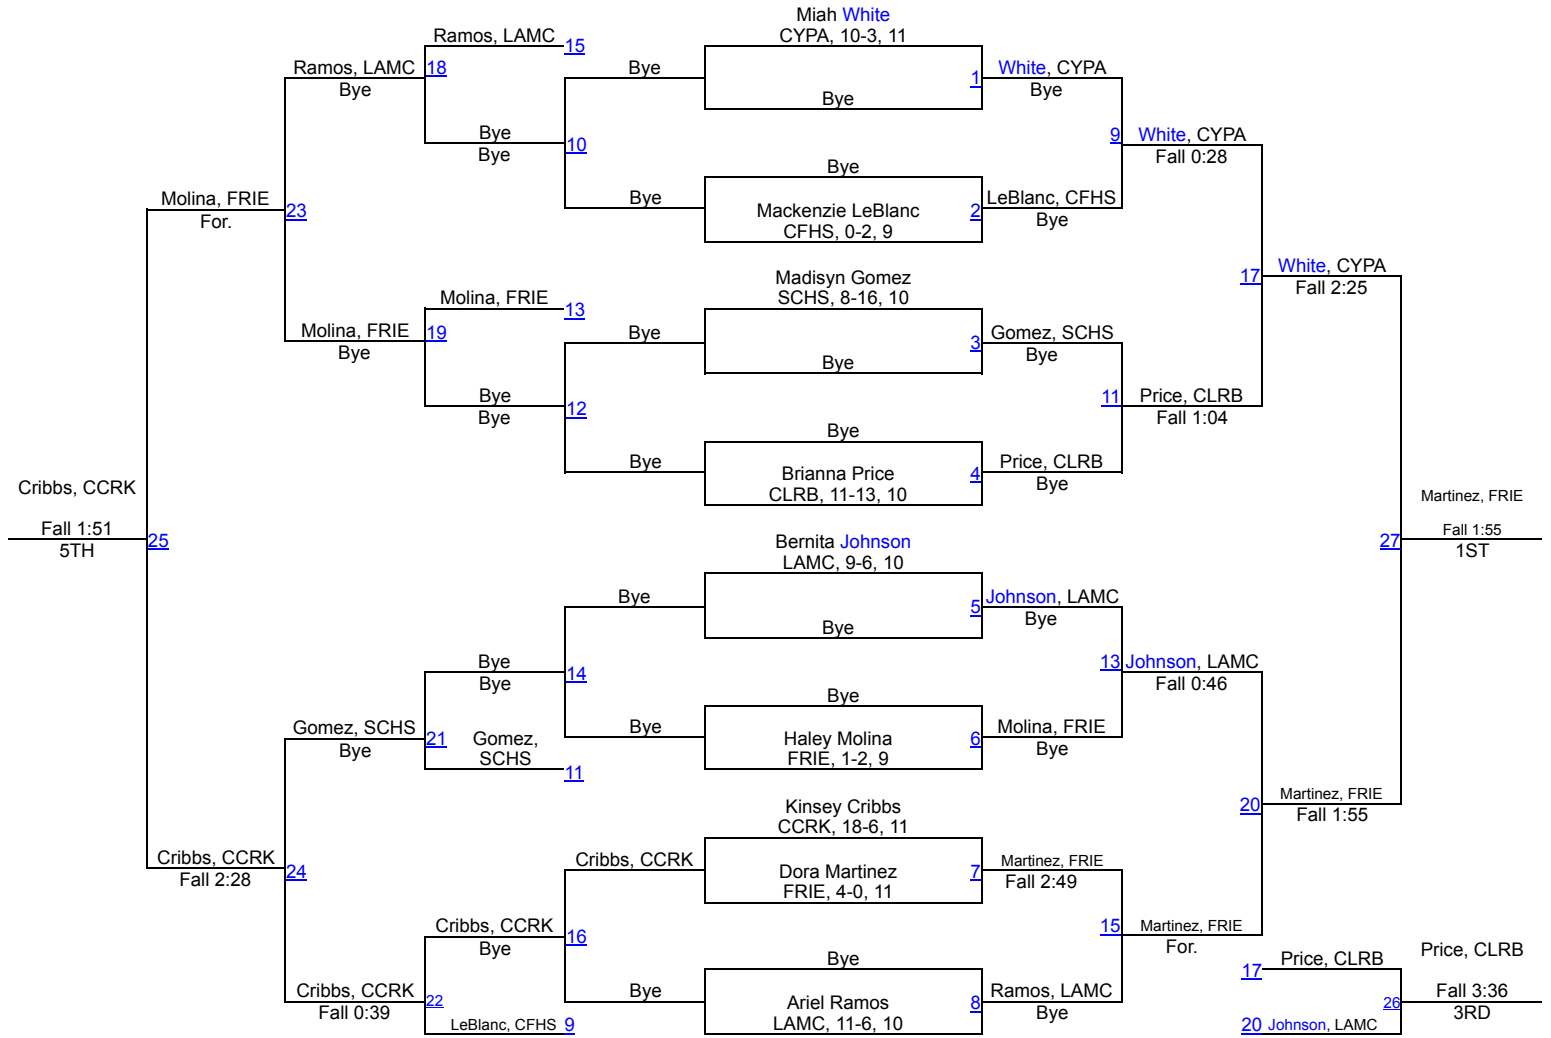 Miah White
CYPA, 10-3, 11
Ramos, LAMC 15
Ramos, LAMC 18 Bye 1 White, CYPA
Bye Bye Bye
Bye 10 9 White, CYPA
Bye Fall 0:28
Bye
Molina, FRIE 23 Bye Mackenzie LeBlanc 2 LeBlanc, CFHS
For. CFHS, 0-2, 9 Bye
17 White, CYPA
Fall 2:25
Madisyn Gomez
SCHS, 8-16, 10
Molina, FRIE 13
Molina, FRIE 19 Bye 3 Gomez, SCHS
Bye Bye Bye
Bye 12 11 Price, CLRB
Bye Fall 1:04
Bye
Bye Brianna Price 4 Price, CLRB
CLRB, 11-13, 10 Bye
Cribbs, CCRK Martinez, FRIE
Fall 1:51 25 27 Fall 1:55
5TH 1ST
Bernita Johnson
LAMC, 9-6, 10
Bye 5 Johnson, LAMC
Bye Bye
Bye 14 13 Johnson, LAMC
Bye Fall 0:46
Bye
Gomez, SCHS 21 Gomez, Bye Haley Molina 6 Molina, FRIE
Bye SCHS FRIE, 1-2, 9 Bye
11
20 Martinez, FRIE
Fall 1:55
Kinsey Cribbs
CCRK, 18-6, 11
Cribbs, CCRK 24 Cribbs, CCRK Dora Martinez 7 Martinez, FRIE
Fall 2:28 FRIE, 4-0, 11 Fall 2:49
Cribbs, CCRK 16 15 Martinez, FRIE
Bye For.
Bye 17 Price, CLRB Price, CLRB
Cribbs, CCRK 22 Bye Ariel Ramos 8 Ramos, LAMC 26 Fall 3:36
Fall 0:39 LAMC, 11-6, 10 Bye 3RD
LeBlanc, CFHS 9 20 Johnson, LAMC